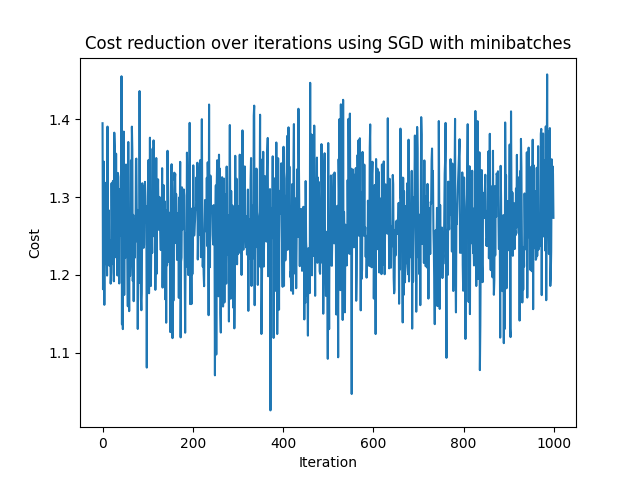 Cost reduction over iterations using SGD with minibatches
Cost
1.4
1.3
1.2
1.1
0 200 400 600 800 1000
Iteration